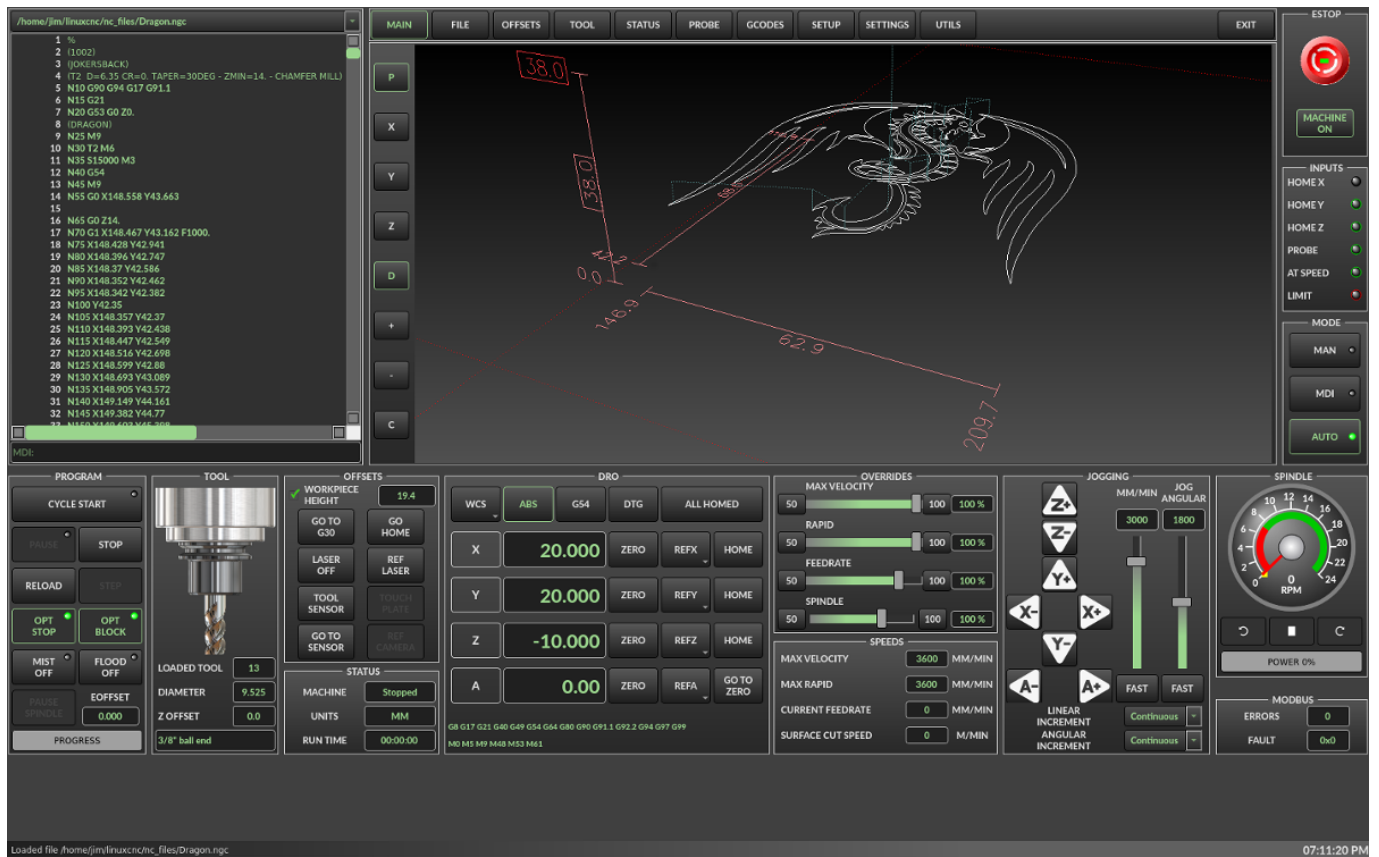 /home/jim/linuxcnc/nc_files/Dragon.ngc
1 %
2 (1002)
3 (JOKERSBACK)
4 (T2 D=6.35 CR=0. TAPER=30DEG - ZMIN=14. - CHAMFER MILL)
5 N10 G90 G94 G17 G91.1
6 N15 G21
7 N20 G53 G0 Z0.
8 (DRAGON)
9 N25 M9
10 N30 T2 M6
11 N35 S15000 M3
12 N40 G54
13 N45 M9
14 N55 G0 X148.558 Y43.663
15
16 N65 G0 Z14.
17 N70 G1 X148.467 Y43.162 F1000.
18 N75 X148.428 Y42.941
19 N80 X148.396 Y42.747
20 N85 X148.37 Y42.586
21 N90 X148.352 Y42.462
22 N95 X148.342 Y42.382
23 N100 Y42.35
24 N105 X148.357 Y42.37
25 N110 X148.393 Y42.438
26 N115 X148.447 Y42.549
27 N120 X148.516 Y42.698
28 N125 X148.599 Y42.88
29 N130 X148.693 Y43.089
30 N135 X148.905 Y43.572
31 N140 X149.149 Y44.161
32 N145 X149.382 Y44.77
MDI:
MAIN FILE OFFSETS TOOL STATUS PROBE GCODES SETUP SETTINGS UTILS EXIT
P
X
Y
Z
D
+
-
C
38.0
38.0
42.2
0.0
146.9
62.9
209.7
ESTOP
MACHINE
ON
INPUTS
HOME X
HOME Y
HOME Z
PROBE
AT SPEED
LIMIT
MODE
MAN
MDI
AUTO
PROGRAM
CYCLE START
PAUSE STOP
RELOAD STEP
OPT
STOP
OPT
BLOCK
MIST
OFF
FLOOD
OFF
PAUSE
SPINDLE
EOFFSET
0.000
PROGRESS
TOOL
LOADED TOOL 13
DIAMETER 9.525
Z OFFSET 0.0
3/8" ball end
OFFSETS
WORKPIECE
HEIGHT
19.4
GO TO
G30
GO
HOME
LASER
OFF
REF
LASER
TOOL
SENSOR
TOUCH
PLATE
GO TO
SENSOR
REF
CAMERA
STATUS
MACHINE Stopped
UNITS MM
RUN TIME 00:00:00
DRO
WCS ABS G54 DTG ALL HOMED
X 20.000 ZERO REFX HOME
Y 20.000 ZERO REFY HOME
Z -10.000 ZERO REFZ HOME
A 0.00 ZERO REFA GO TO
ZERO
G8 G17 G21 G40 G49 G54 G64 G80 G90 G91.1 G92.2 G94 G97 G99
M0 M5 M9 M48 M53 M61
OVERRIDES
MAX VELOCITY
50 100 100 %
RAPID
50 100 100 %
FEEDRATE
50 100 100 %
SPINDLE
50 100 100 %
SPEEDS
MAX VELOCITY 3600 MM/MIN
MAX RAPID 3600 MM/MIN
CURRENT FEEDRATE 0 MM/MIN
SURFACE CUT SPEED 0 M/MIN
JOGGING
MM/MIN
JOG
ANGULAR
3000 1800
Z+
Z-
Y+
X- X+
Y-
A- A+
FAST FAST
LINEAR
INCREMENT
Continuous
ANGULAR
INCREMENT
Continuous
SPINDLE
0 2 4 6 8 10 12 14 16 18 20 22 24
0
RPM
POWER 0%
MODBUS
ERRORS 0
FAULT 0x0
Loaded file /home/jim/linuxcnc/nc_files/Dragon.ngc
07:11:20 PM